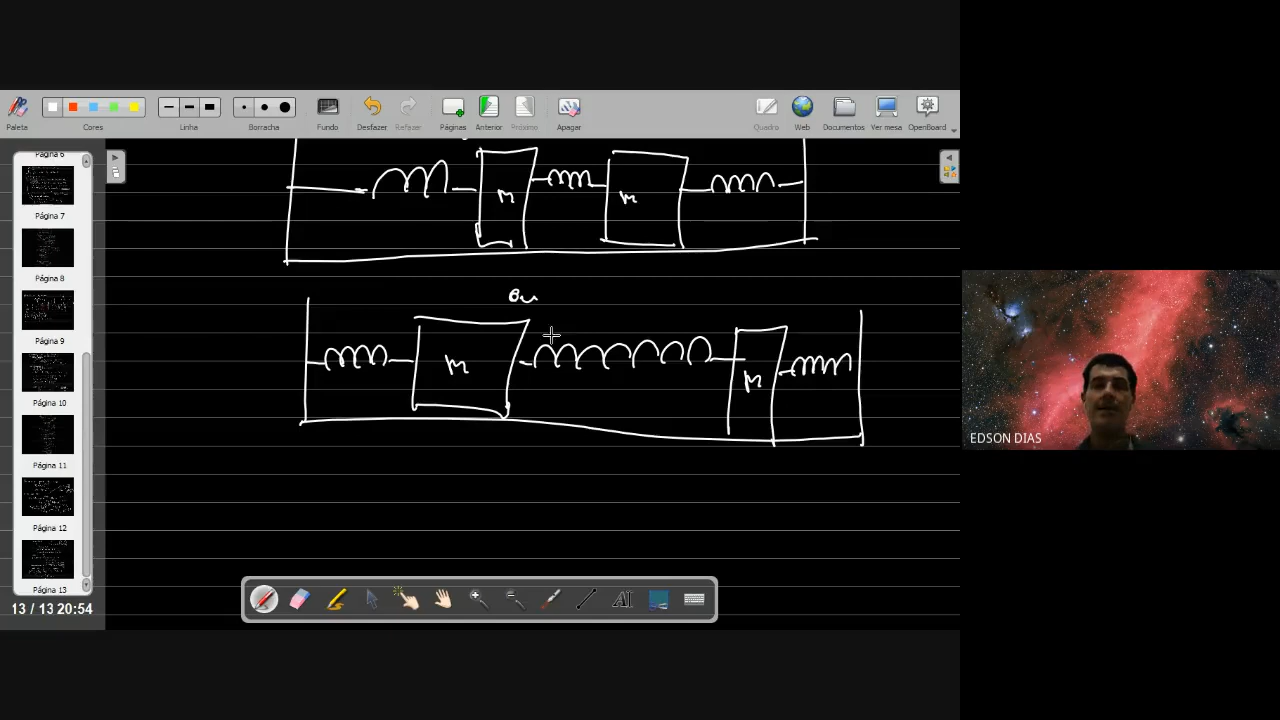 Paleta Cores Linha Borracha Fundo Desfazer Refazer Páginas Anterior Próximo Apagar Quadro Web Documentos Ver mesa OpenBoard
Página 6
Página 7
Página 8
Página 9
Página 10
Página 11
Página 12
Página 13
13 / 13 20:54
m m
Ou
m m
AI
EDSON DIAS